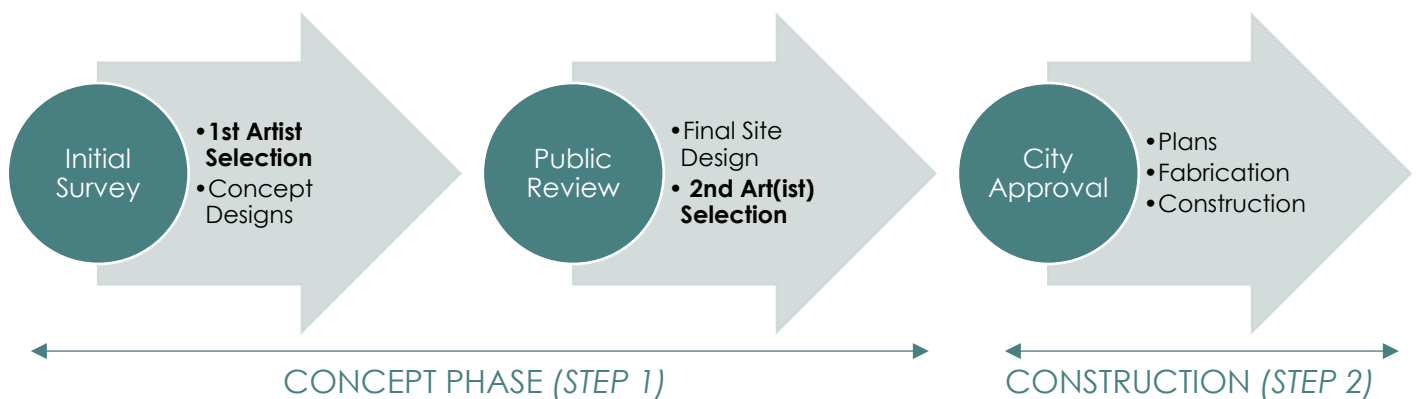 Initial
Survey
•1st Artist
Selection
•Concept
Designs
Public
Review
•Final Site
Design
• 2nd Art(ist)
Selection
City
Approval
•Plans
•Fabrication
•Construction
CONCEPT PHASE (STEP 1)
CONSTRUCTION (STEP 2)